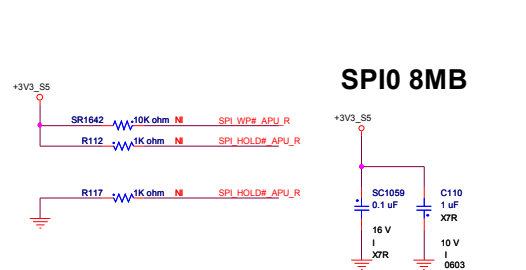 SPI0 8MB
+3V3_S5
SR1642 10K ohm NI SPI_WP#_APU_R
R112 1K ohm NI SPI_HOLD#_APU_R
R117 1K ohm NI SPI_HOLD#_APU_R
+3V3_S5
SC1059 C110
0.1 uF 1 uF
X7R
16 V 10 V
I I
X7R 0603